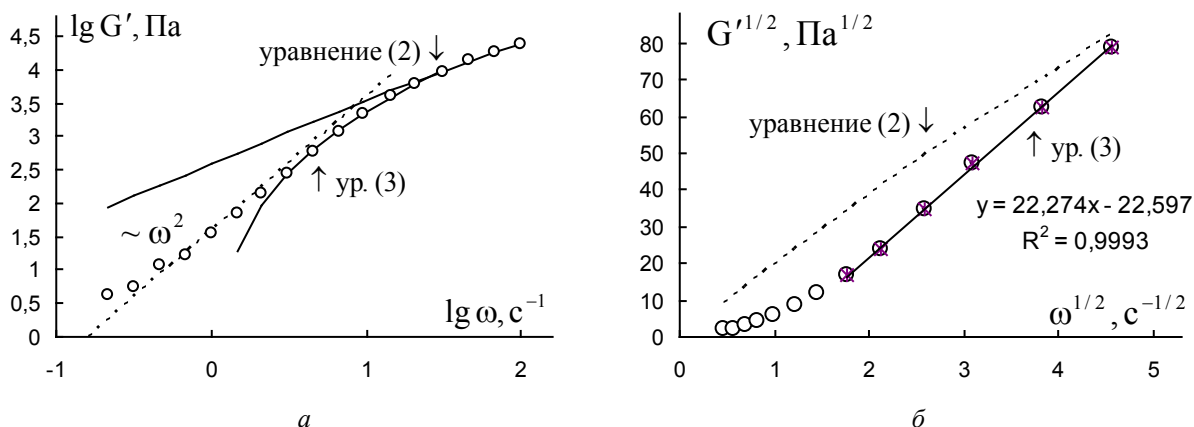 lg G′, Па
4,5
4
3,5
3
2,5
2
1,5
1
0,5
0
-1
0
1
2
уравнение (2) ↓
↑ ур. (3)
~ ω²
lg ω, с⁻¹
а
G′^{1/2}, Па^{1/2}
80
70
60
50
40
30
20
10
0
0
1
2
3
4
5
уравнение (2) ↓
↑ ур. (3)
y = 22,274x - 22,597
R² = 0,9993
ω^{1/2}, с^{−1/2}
б